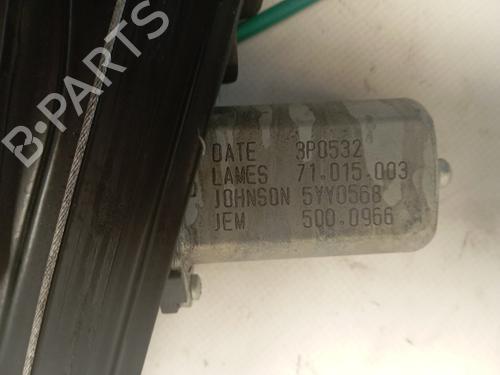 B-PARTS
DATE 3P0532
LAMES 71.015.003
JOHNSON 5YY0568
JEM 500.0966